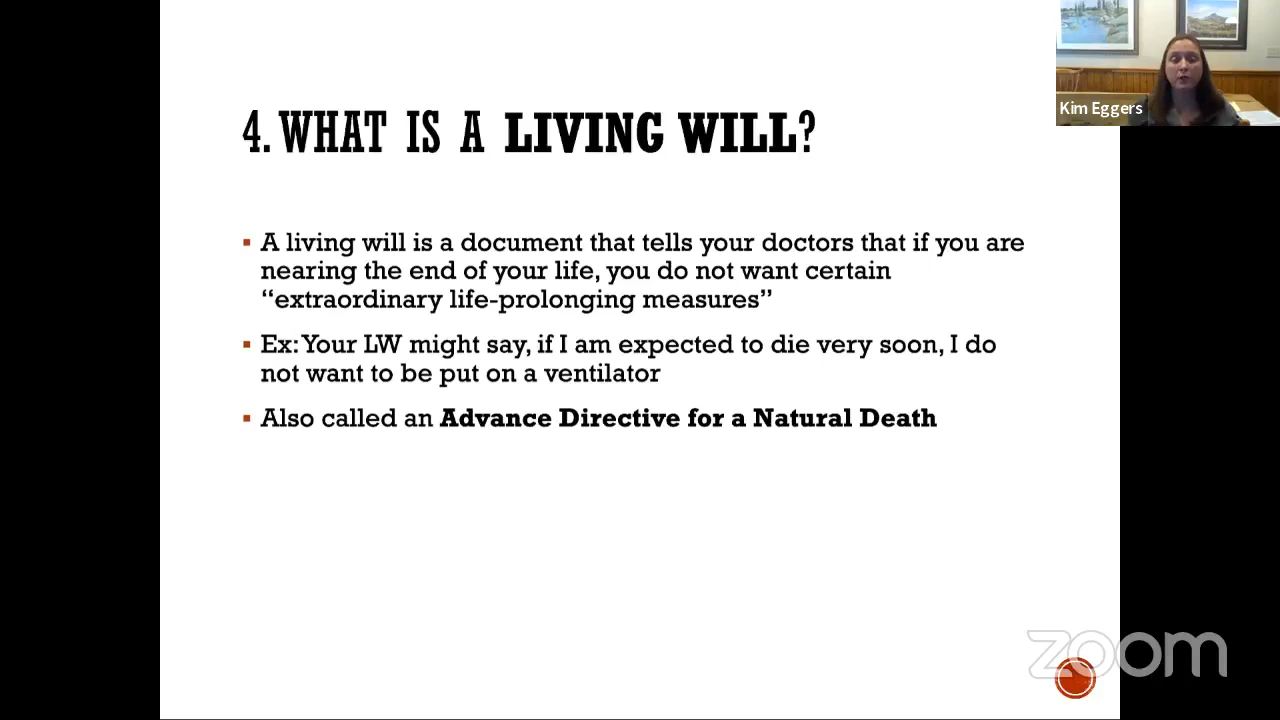 Kim Eggers
4. WHAT IS A LIVING WILL?
▪ A living will is a document that tells your doctors that if you are
nearing the end of your life, you do not want certain
“extraordinary life-prolonging measures”
▪ Ex: Your LW might say, if I am expected to die very soon, I do
not want to be put on a ventilator
▪ Also called an Advance Directive for a Natural Death
zoom